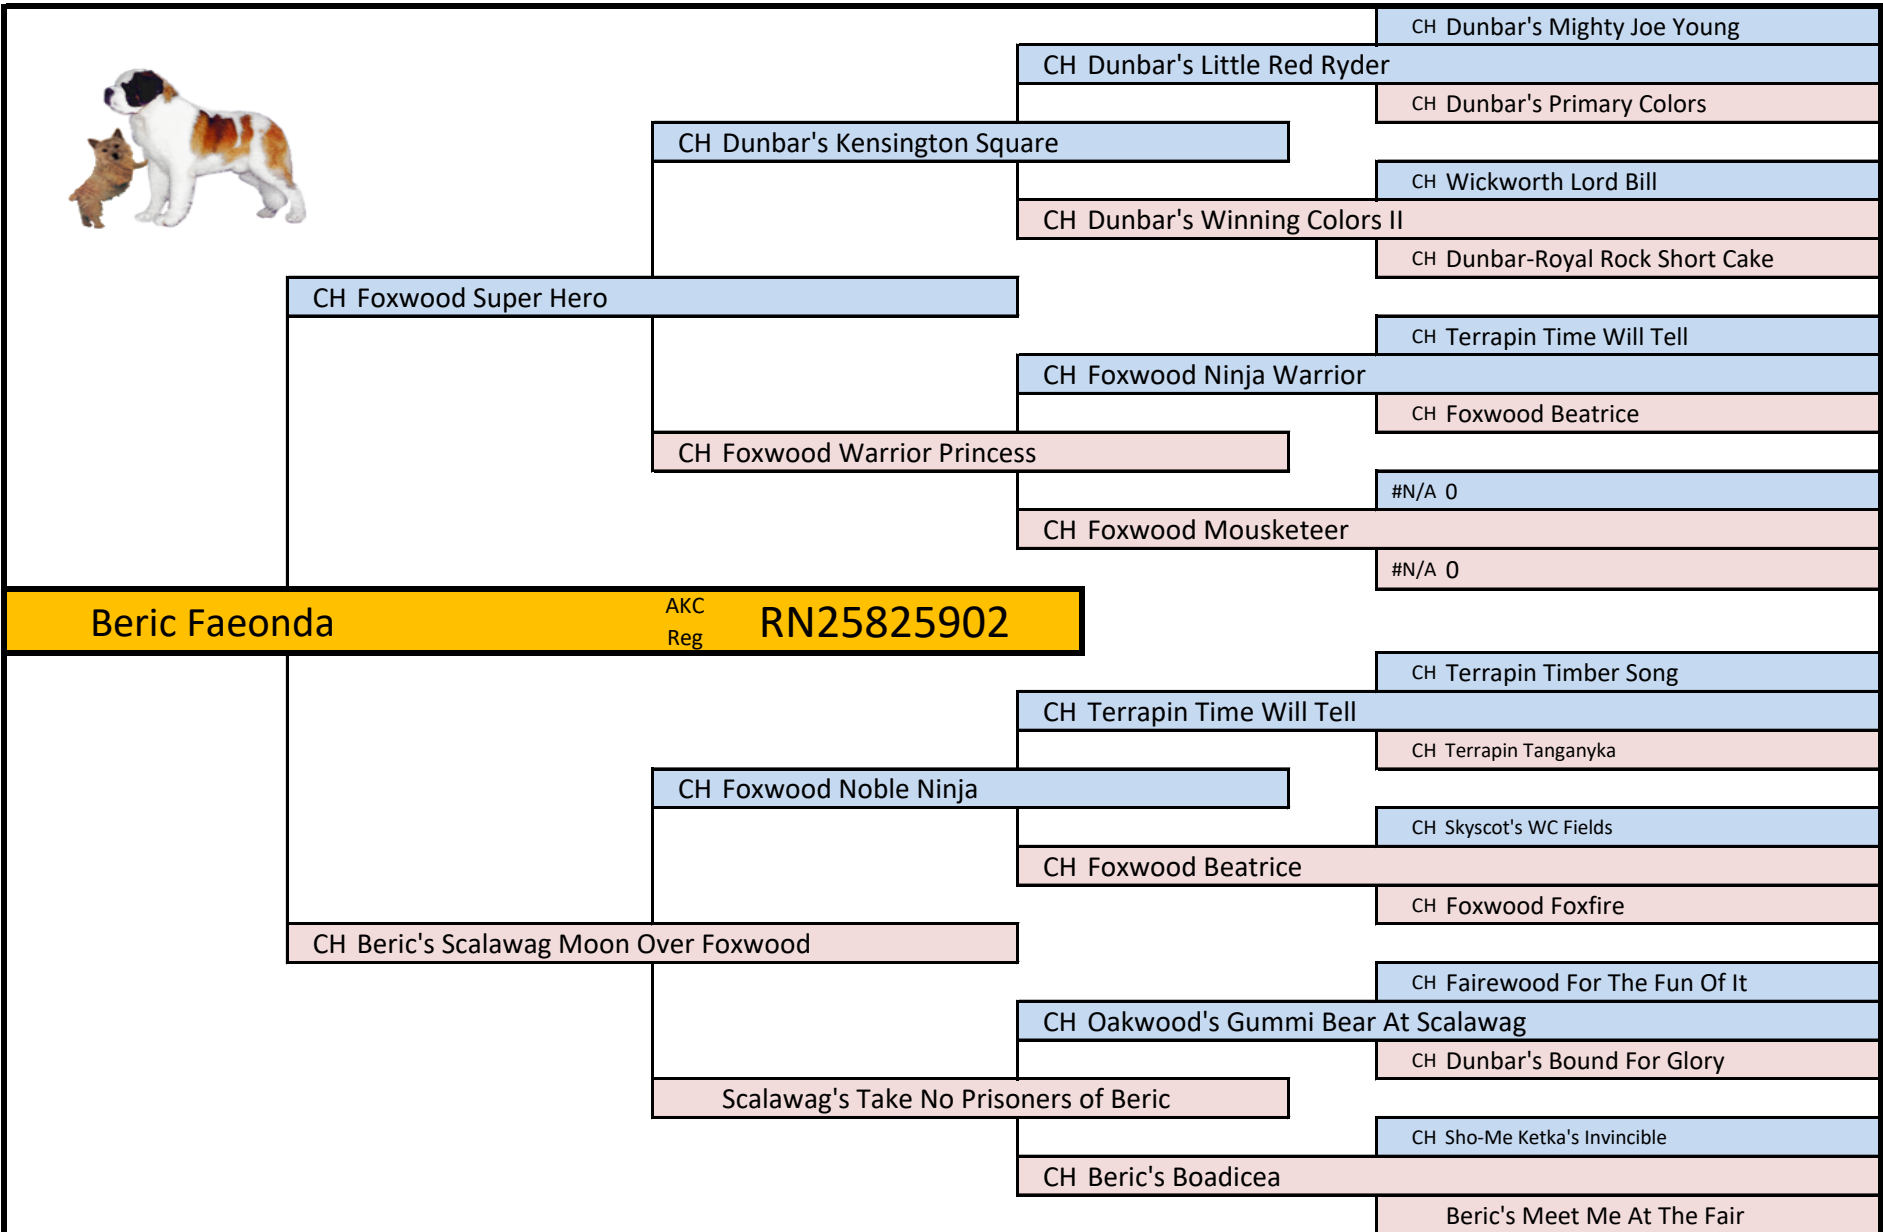 CH Dunbar's Mighty Joe Young
CH Dunbar's Little Red Ryder
CH Dunbar's Primary Colors
CH Dunbar's Kensington Square
CH Wickworth Lord Bill
CH Dunbar's Winning Colors II
CH Dunbar-Royal Rock Short Cake
CH Foxwood Super Hero
CH Terrapin Time Will Tell
CH Foxwood Ninja Warrior
CH Foxwood Beatrice
CH Foxwood Warrior Princess
#N/A 0
CH Foxwood Mousketeer
#N/A 0
Beric Faeonda AKC Reg RN25825902
CH Terrapin Timber Song
CH Terrapin Time Will Tell
CH Terrapin Tanganyka
CH Foxwood Noble Ninja
CH Skyscot's WC Fields
CH Foxwood Beatrice
CH Foxwood Foxfire
CH Beric's Scalawag Moon Over Foxwood
CH Fairewood For The Fun Of It
CH Oakwood's Gummi Bear At Scalawag
CH Dunbar's Bound For Glory
Scalawag's Take No Prisoners of Beric
CH Sho-Me Ketka's Invincible
CH Beric's Boadicea
Beric's Meet Me At The Fair